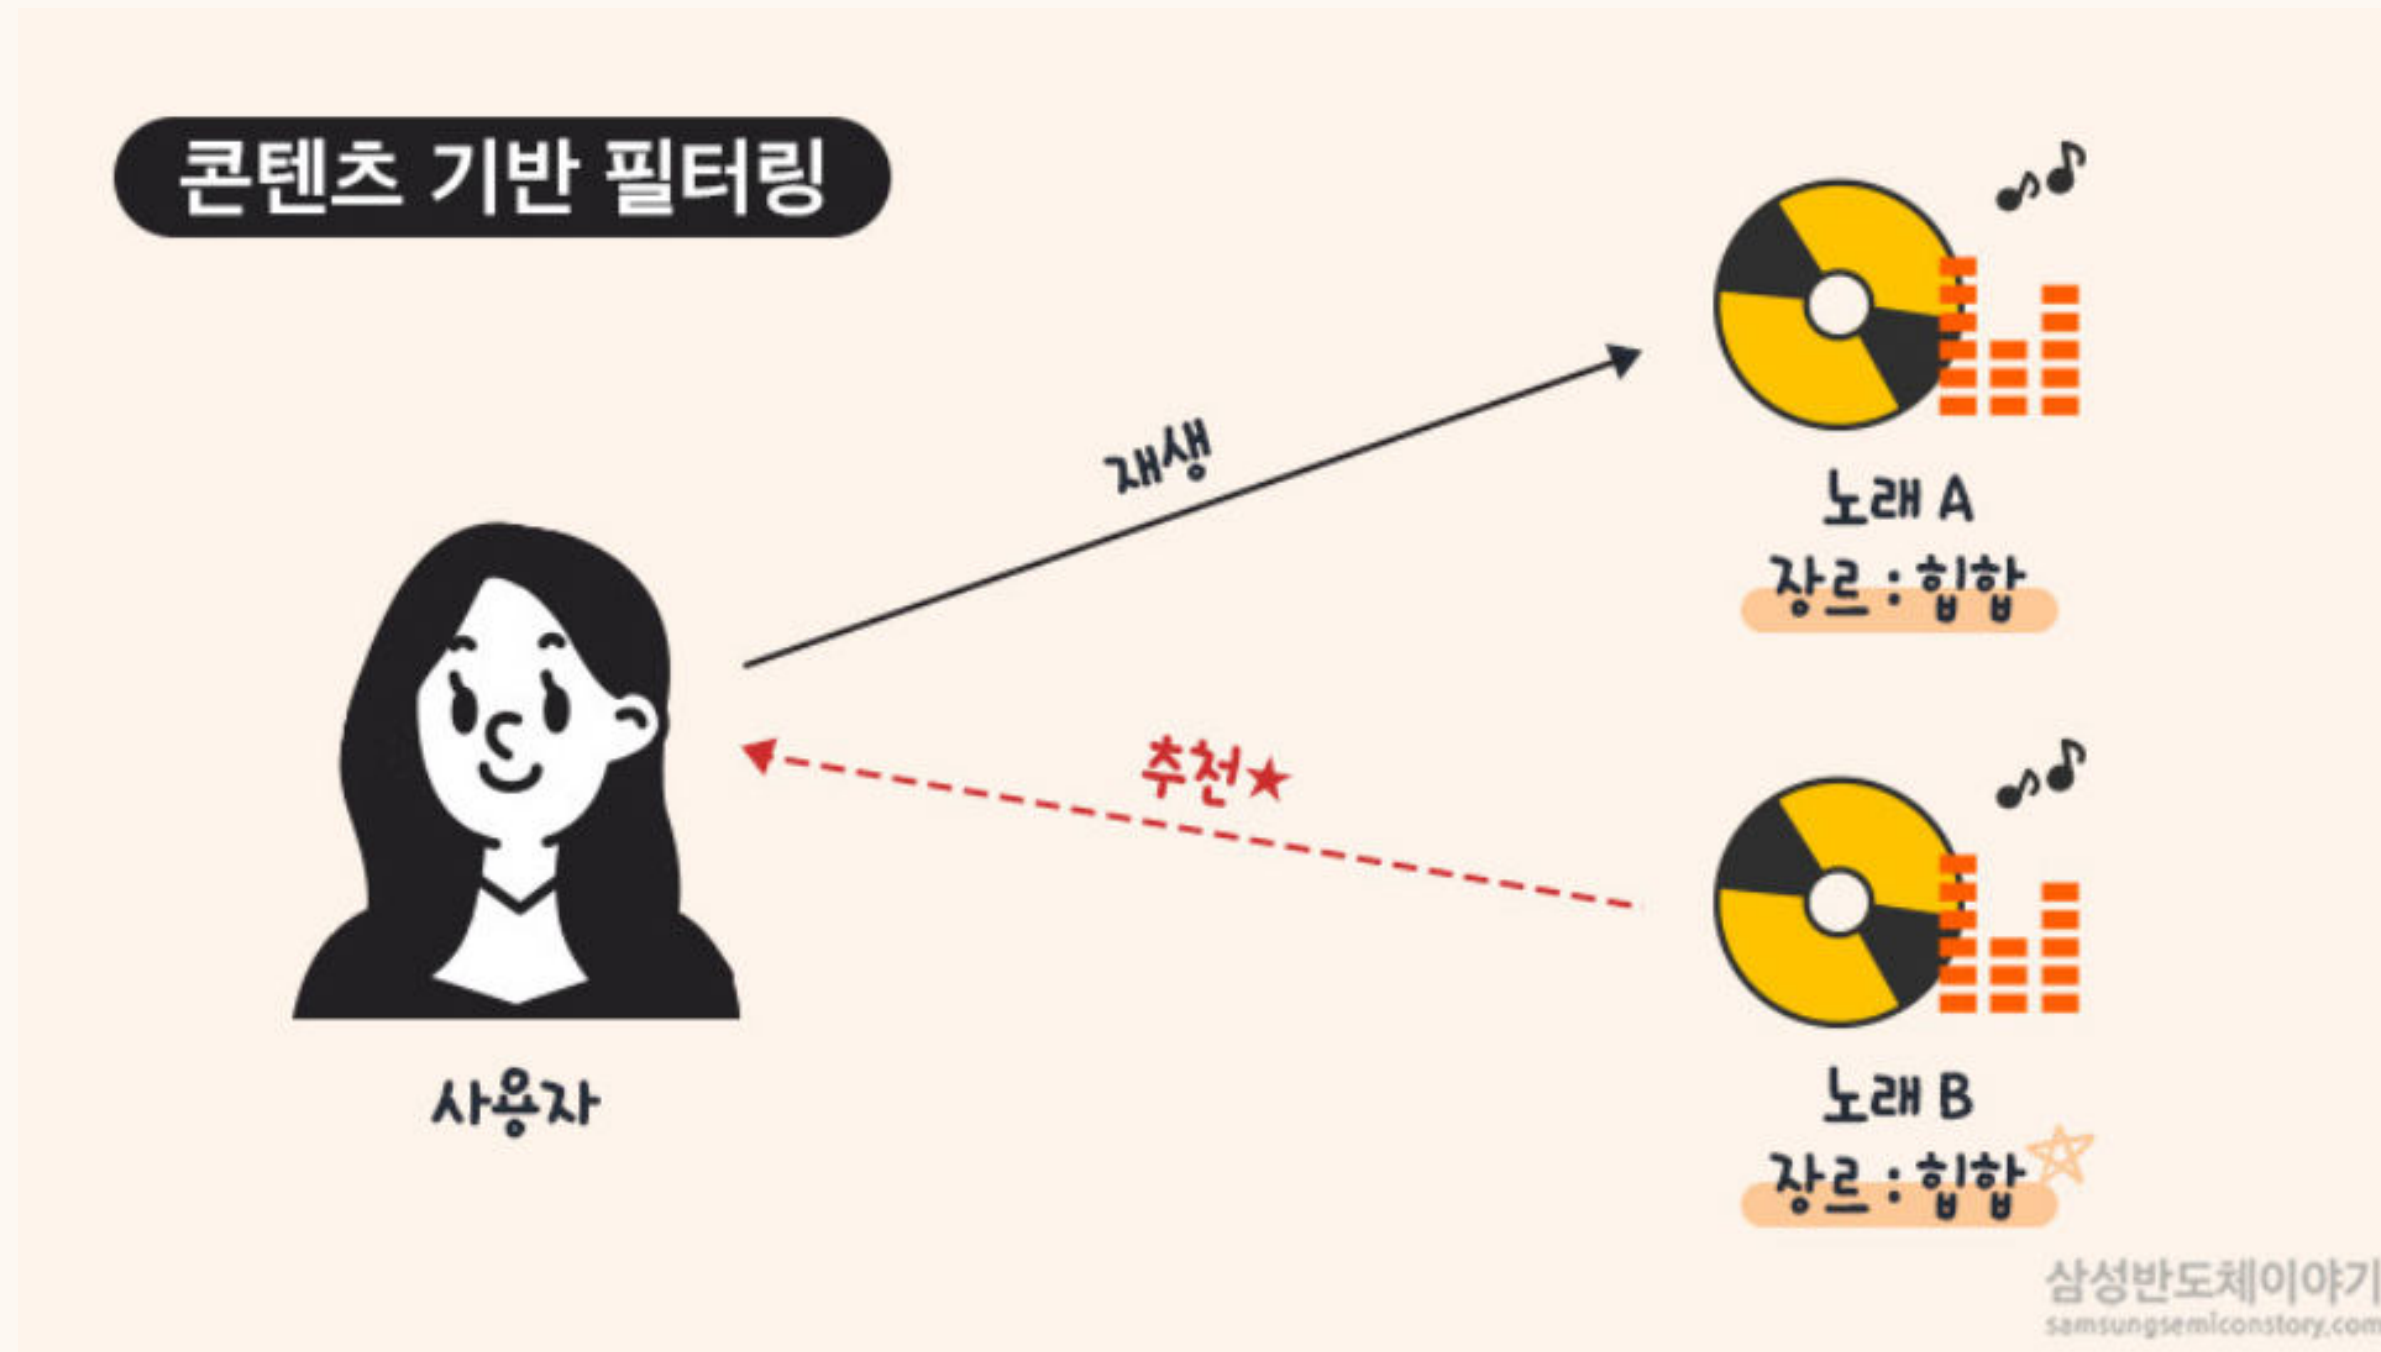 콘텐츠 기반 필터링
재생
노래 A
장르 : 힙합
추천★
사용자
노래 B
장르 : 힙합
삼성반도체이야기
samsungsemiconstory.com